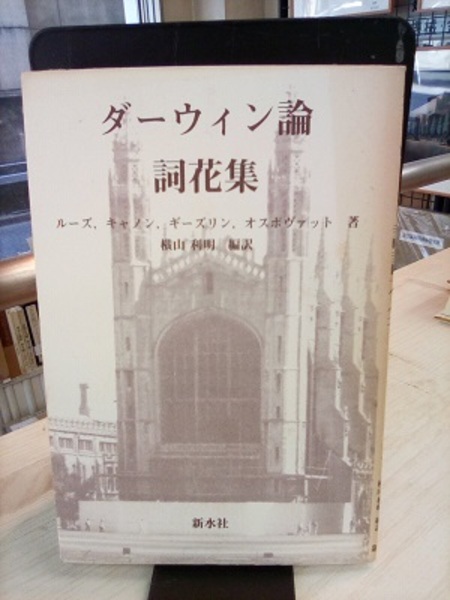 ダーウィン論
詞花集
ルーズ、キャノン、ギーズリン、オスポヴァット 著
横山 利明 編訳
新水社